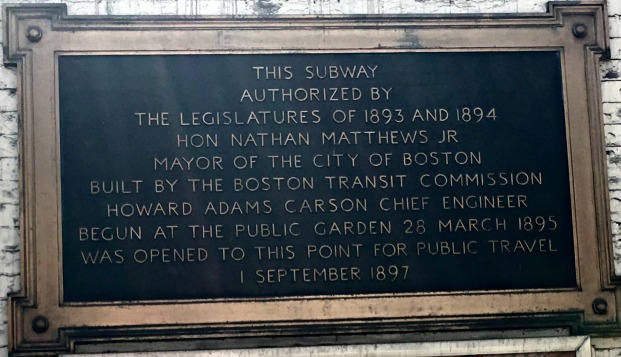 THIS SUBWAY
AUTHORIZED BY
THE LEGISLATURES OF 1893 AND 1894
HON NATHAN MATTHEWS JR
MAYOR OF THE CITY OF BOSTON
BUILT BY THE BOSTON TRANSIT COMMISSION
HOWARD ADAMS CARSON CHIEF ENGINEER
BEGUN AT THE PUBLIC GARDEN 28 MARCH 1895
WAS OPENED TO THIS POINT FOR PUBLIC TRAVEL
1 SEPTEMBER 1897